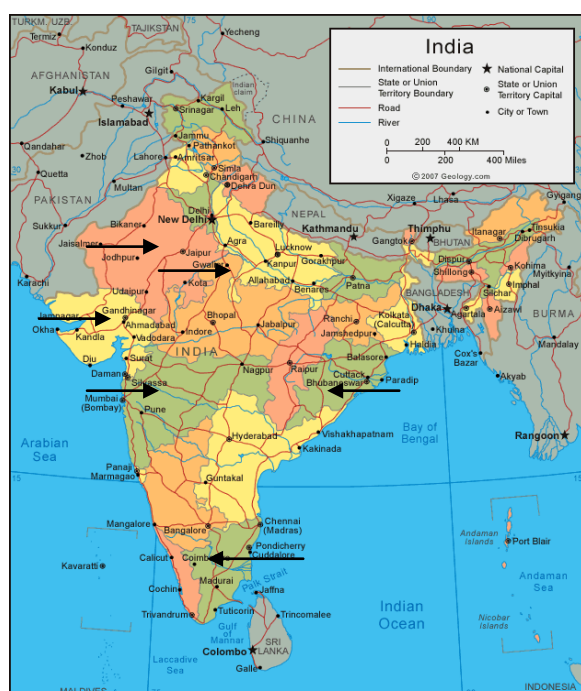 TURKM.
UZB.
TAJIKISTAN
Yecheng
Termiz
Konduz
AFGHANISTAN
Gilgit
Kabul
Peshawar
Islamabad
Indian
claim
Kargil
Srinagar
Leh
CHINA
Qandahar
Zhob
Jammu
Pathankot
Lahore
Amritsar
Shiquanhe
Quetta
Simla
Chandigarh
Multan
Dehra Dun
PAKISTAN
Xigaze
Lhasa
Gyigang
Delhi
New Delhi
NEPAL
Sukkur
Bikaner
Bareilly
Kathmandu
Thimphu
Tinsukia
Itanagar
Dibrugarh
Jaisalmer
Jaipur
Agra
Lucknow
Gangtok
BHUTAN
Jodhpur
Gwalior
Kanpur
Gorakhpur
Dispur
Kohima
Karachi
Kota
Allahabad
Benares
Patna
Shillong
Imphal
Myitkyina
Udaipur
BANGLADESH
Silchar
Jamnagar
Gandhinagar
Ahmadabad
Bhopal
Jabalpur
Ranchi
Kolkata
(Calcutta)
Dhaka
Agartala
Aizawl
Okha
Kandla
Vadodara
Indore
Jamshedpur
Khulna
BURMA
INDIA
Haldia
Mandalay
Diu
Surat
Nagpur
Raipur
Balasore
Cox's
Bazar
Daman
Silvassa
Cuttack
Bhubaneswar
Paradip
Akyab
Mumbai
(Bombay)
Pune
Arabian
Sea
Hyderabad
Vishakhapatnam
Bay of
Bengal
Rangoon
Kakinada
Panaji
Marmagao
Guntakal
Mangalore
Bangalore
Chennai
(Madras)
Andaman
Islands
Port Blair
Kavaratti
Calicut
Pondicherry
Cuddalore
Madurai
Palk Strait
Jaffna
Andaman
Sea
Cochin
Indian
Ocean
Nicobar
Islands
Trivandrum
Tuticorin
Trincomalee
Gulf
of
Mannar
Laccadive
Sea
Colombo
SRI
LANKA
Galle
MALDIVES
INDONESIA
70
75
80
85
90
95
India
International Boundary
State or Union
Territory Boundary
Road
River
National Capital
State or Union
Territory Capital
City or Town
0 200 400 KM
0 200 400 Miles
© 2007 Geology.com